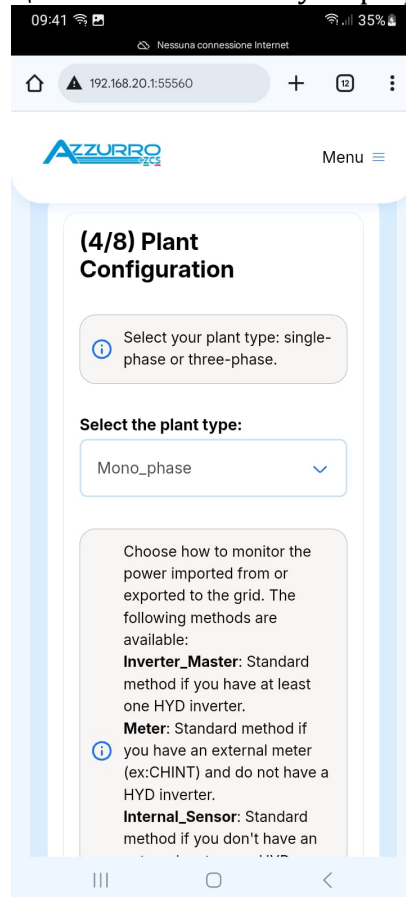 09:41 35%
Nessuna connessione Internet
192.168.20.1:55560 12
AZZURRO
ZCS
Menu
(4/8) Plant
Configuration
Select your plant type: single-
phase or three-phase.
Select the plant type:
Mono_phase
Choose how to monitor the
power imported from or
exported to the grid. The
following methods are
available:
Inverter_Master: Standard
method if you have at least
one HYD inverter.
Meter: Standard method if
you have an external meter
(ex:CHINT) and do not have a
HYD inverter.
Internal_Sensor: Standard
method if you don't have an